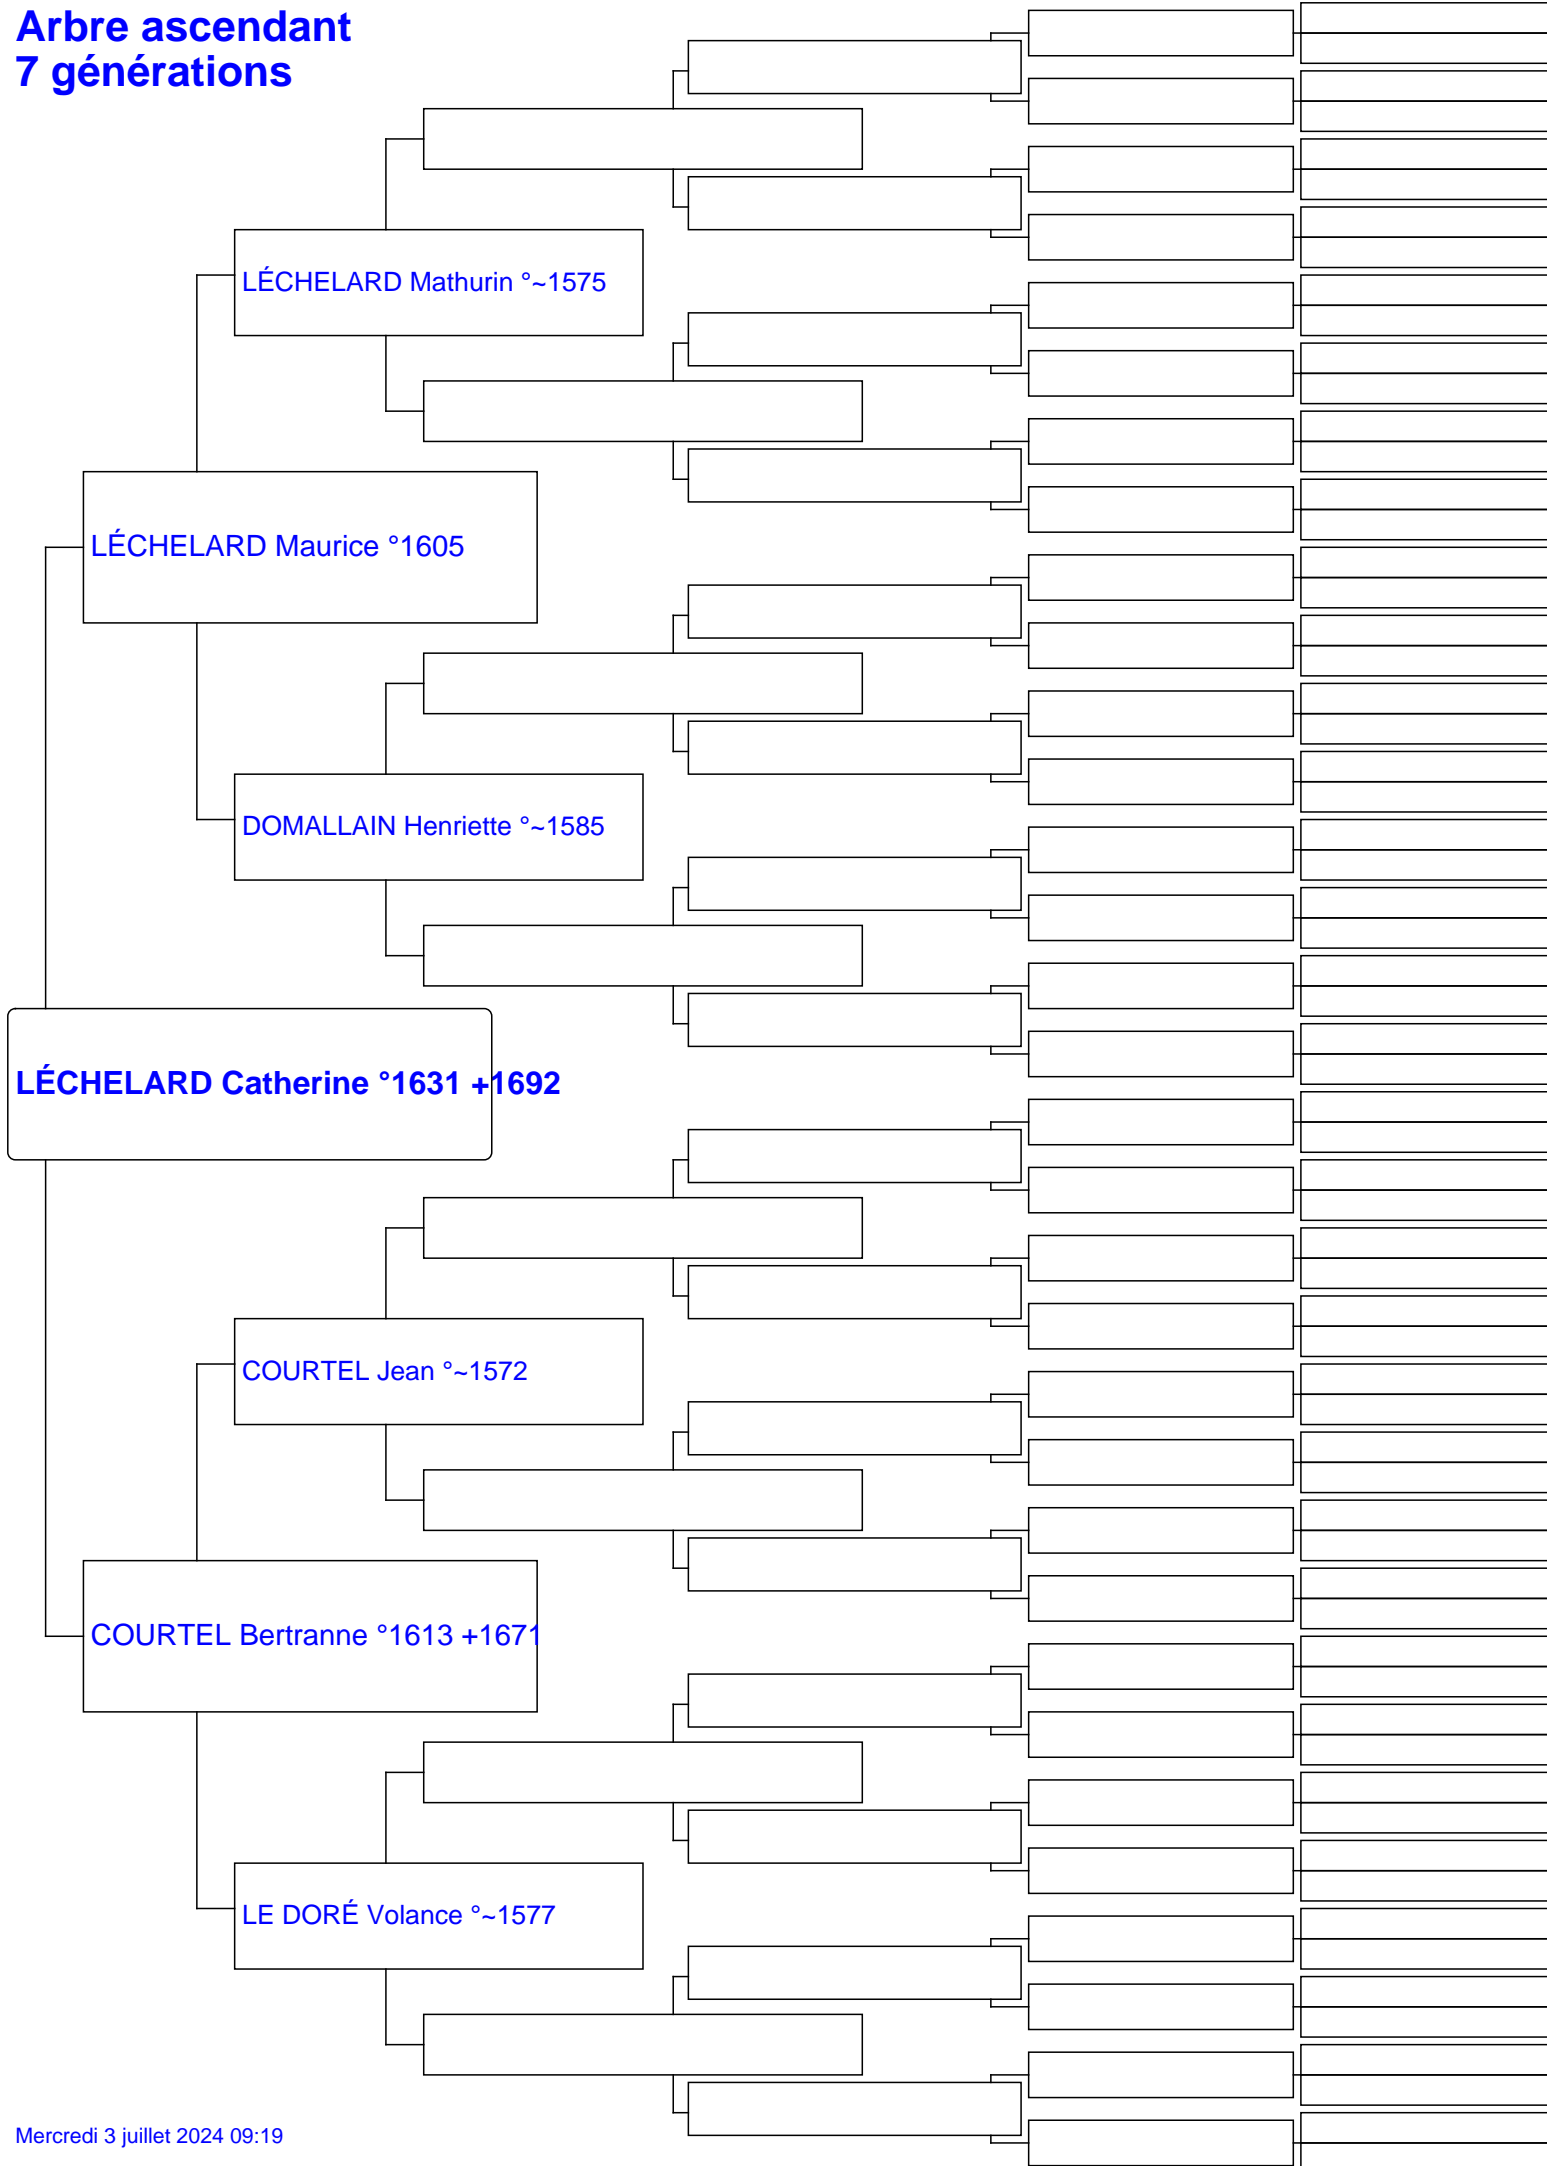 Arbre ascendant
7 générations
LÉCHELARD Mathurin °~1575
LÉCHELARD Maurice °1605
DOMALLAIN Henriette °~1585
LÉCHELARD Catherine °1631 +1692
COURTEL Jean °~1572
COURTEL Bertranne °1613 +1671
LE DORÉ Volance °~1577
Mercredi 3 juillet 2024 09:19